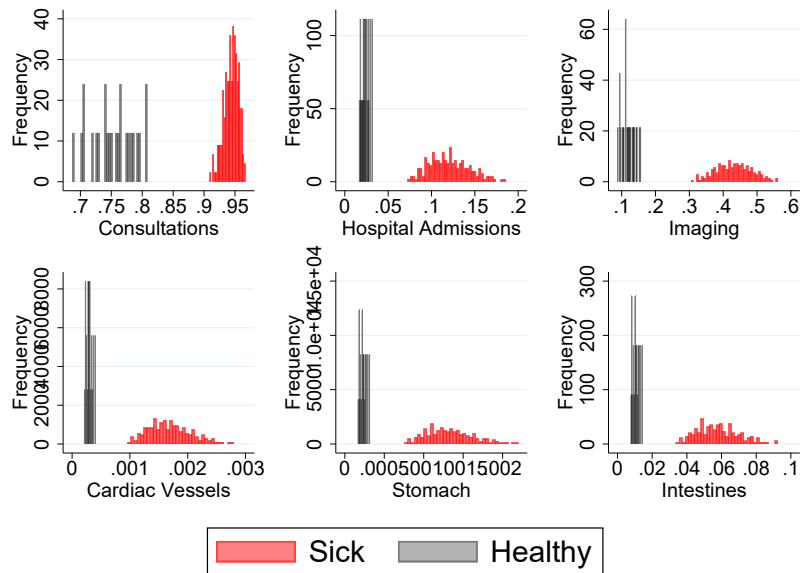 Frequency
40
30
20
10
0
.7 .75 .8 .85 .9 .95
Consultations
Frequency
100
50
0
0 .05 .1 .15 .2
Hospital Admissions
Frequency
80
60
40
20
0
.1 .2 .3 .4 .5 .6
Imaging
Frequency
8000
6000
4000
2000
0
0 .001 .002 .003
Cardiac Vessels
Frequency
1.5e+04
1.0e+04
5000
0
0 .0005 .001 .0015 .002
Stomach
Frequency
300
200
100
0
0 .02 .04 .06 .08 .1
Intestines
Sick Healthy